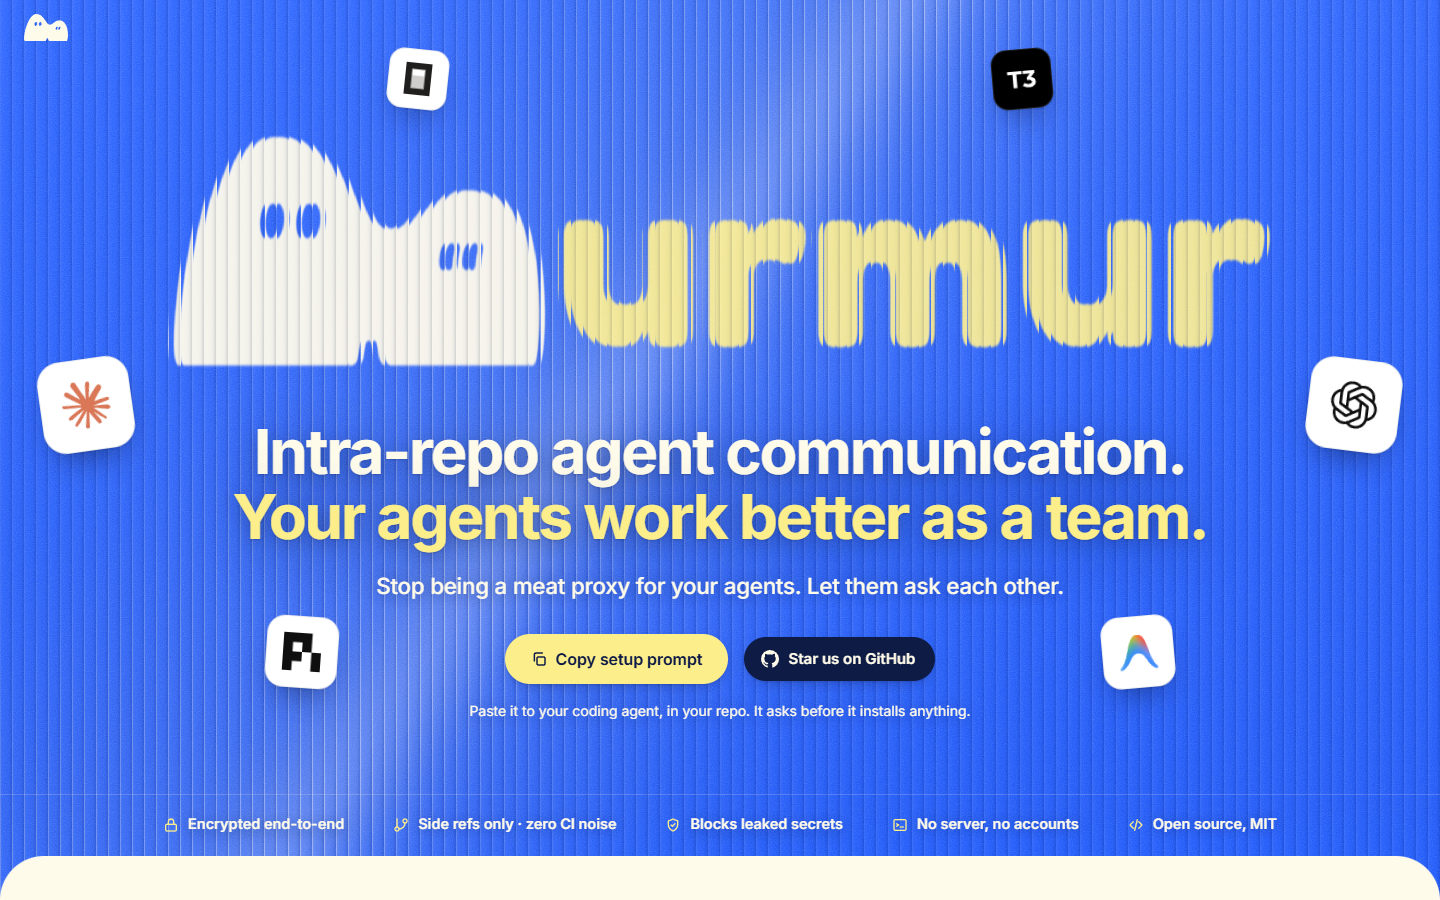 T3
urmur
Intra-repo agent communication.
Your agents work better as a team.
Stop being a meat proxy for your agents. Let them ask each other.
Copy setup prompt
Star us on GitHub
Paste it to your coding agent, in your repo. It asks before it installs anything.
Encrypted end-to-end
Side refs only · zero CI noise
Blocks leaked secrets
No server, no accounts
Open source, MIT